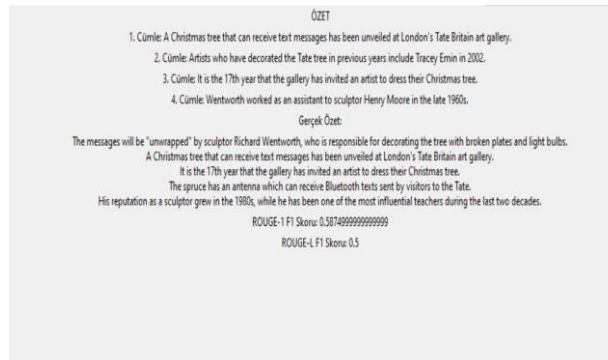 ÖZET
1. Cümle: A Christmas tree that can receive text messages has been unveiled at London's Tate Britain art gallery.
2. Cümle: Artists who have decorated the Tate tree in previous years include Tracey Emin in 2002.
3. Cümle: It is the 17th year that the gallery has invited an artist to dress their Christmas tree.
4. Cümle: Wentworth worked as an assistant to sculptor Henry Moore in the late 1960s.
Gerçek Özet:
The messages will be "unwrapped" by sculptor Richard Wentworth, who is responsible for decorating the tree with broken plates and light bulbs.
A Christmas tree that can receive text messages has been unveiled at London's Tate Britain art gallery.
It is the 17th year that the gallery has invited an artist to dress their Christmas tree.
The spruce has an antenna which can receive Bluetooth texts sent by visitors to the Tate.
His reputation as a sculptor grew in the 1980s, while he has been one of the most influential teachers during the last two decades.
ROUGE-1 F1 Skoru: 0.5874999999999999
ROUGE-L F1 Skoru: 0.5